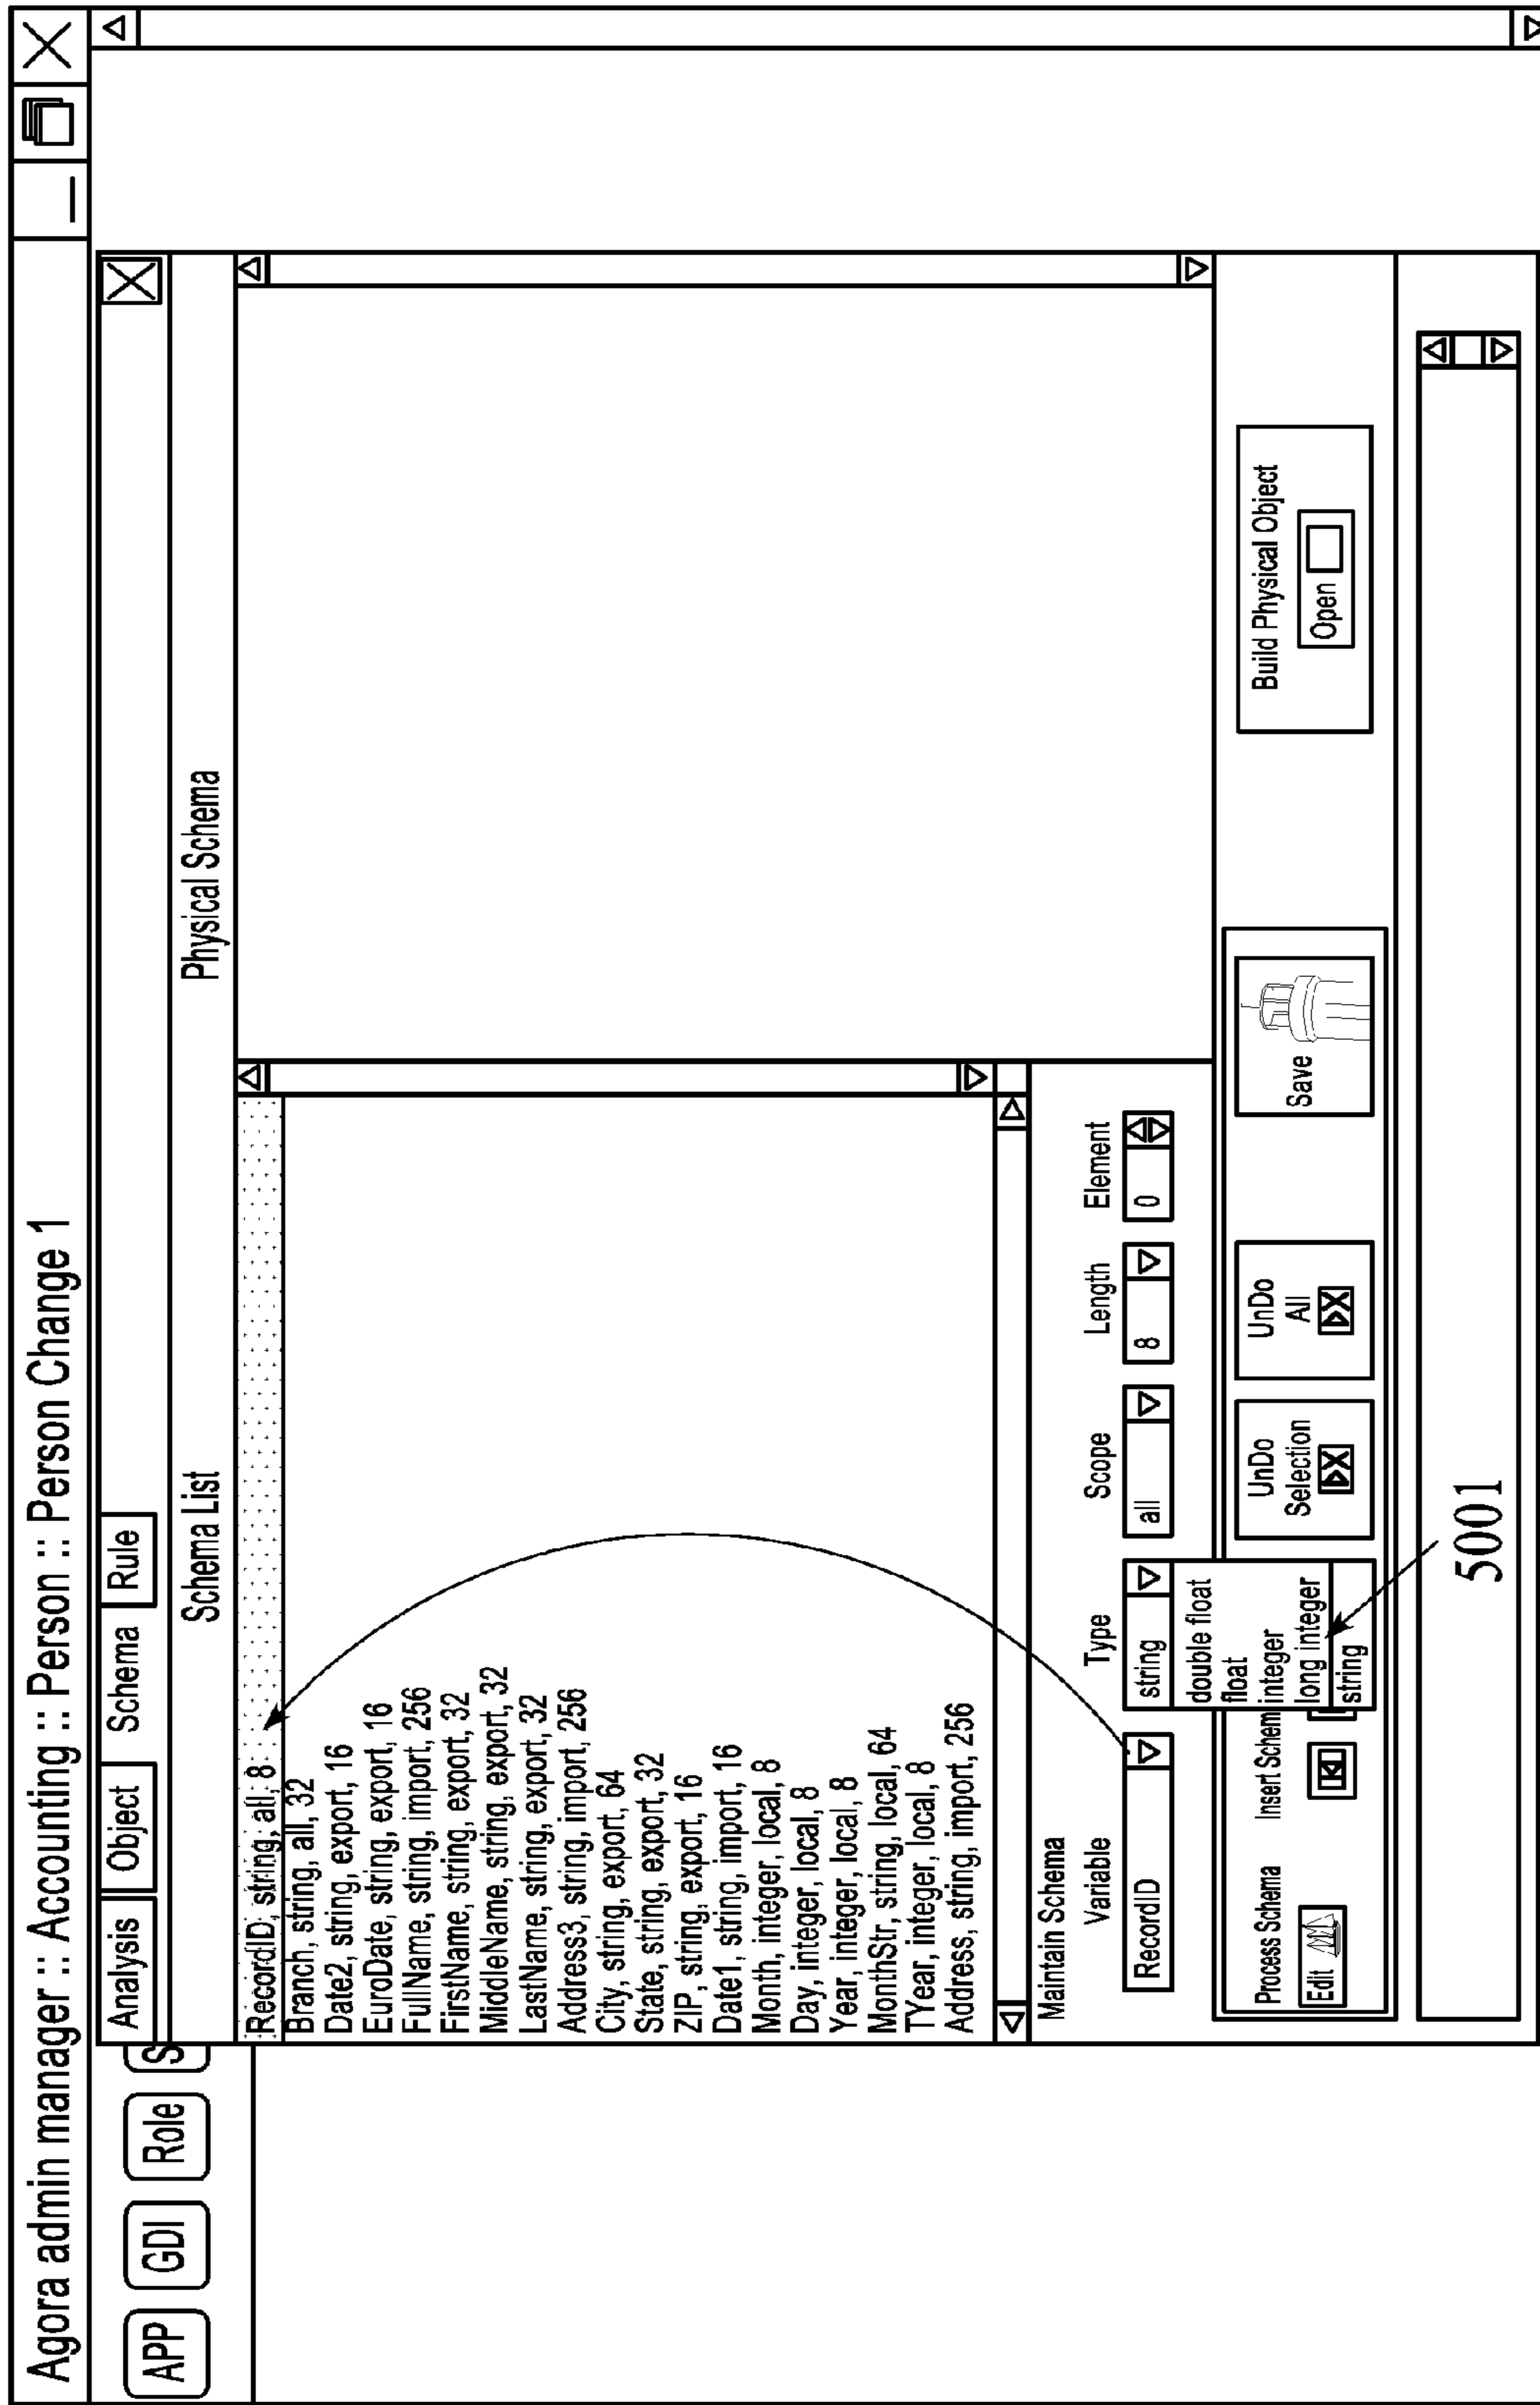 Agora admin manager :: Accounting :: Person :: Person Change 1
APP
GDI
Role
S
Analysis
Object
Schema
Rule
Schema List
Physical Schema
RecordID, string, all, 8
Branch, string, all, 32
Date2, string, export, 16
EuroDate, string, export, 16
FullName, string, import, 256
FirstName, string, export, 32
MiddleName, string, export, 32
LastName, string, export, 32
Address3, string, import, 256
City, string, export, 64
State, string, export, 32
ZIP, string, export, 16
Date1, string, import, 16
Month, integer, local, 8
Day, integer, local, 8
Year, integer, local, 8
MonthStr, string, local, 64
TYear, integer, local, 8
Address, string, import, 256
Maintain Schema
Variable
Type
Scope
Length
Element
RecordID
string
all
8
0
double float
float
integer
long integer
string
Process Schema
Edit
Insert Schem
UnDo
Selection
UnDo
All
Save
Build Physical Object
Open
5001